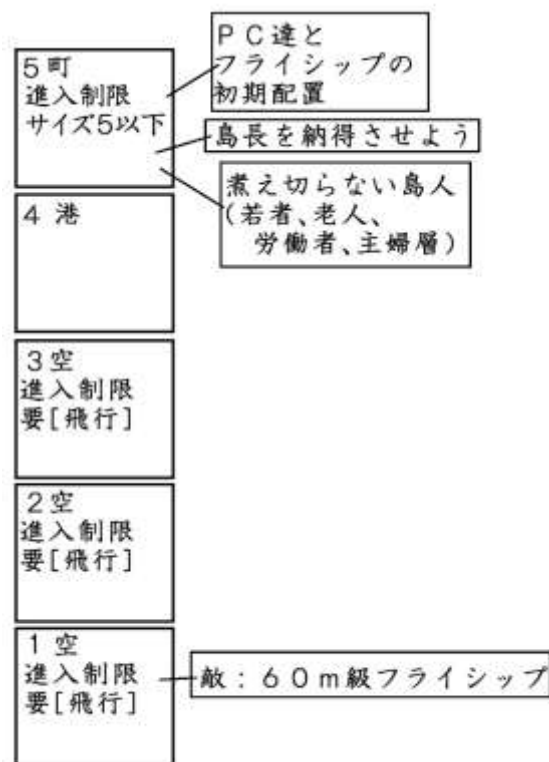 5町
進入制限
サイズ5以下
PC達と
フライシップの
初期配置
島長を納得させよう
煮え切らない島人
(若者、老人、
労働者、主婦層)
4 港
3空
進入制限
要[飛行]
2空
進入制限
要[飛行]
1 空
進入制限
要[飛行]
敵：60m級フライシップ